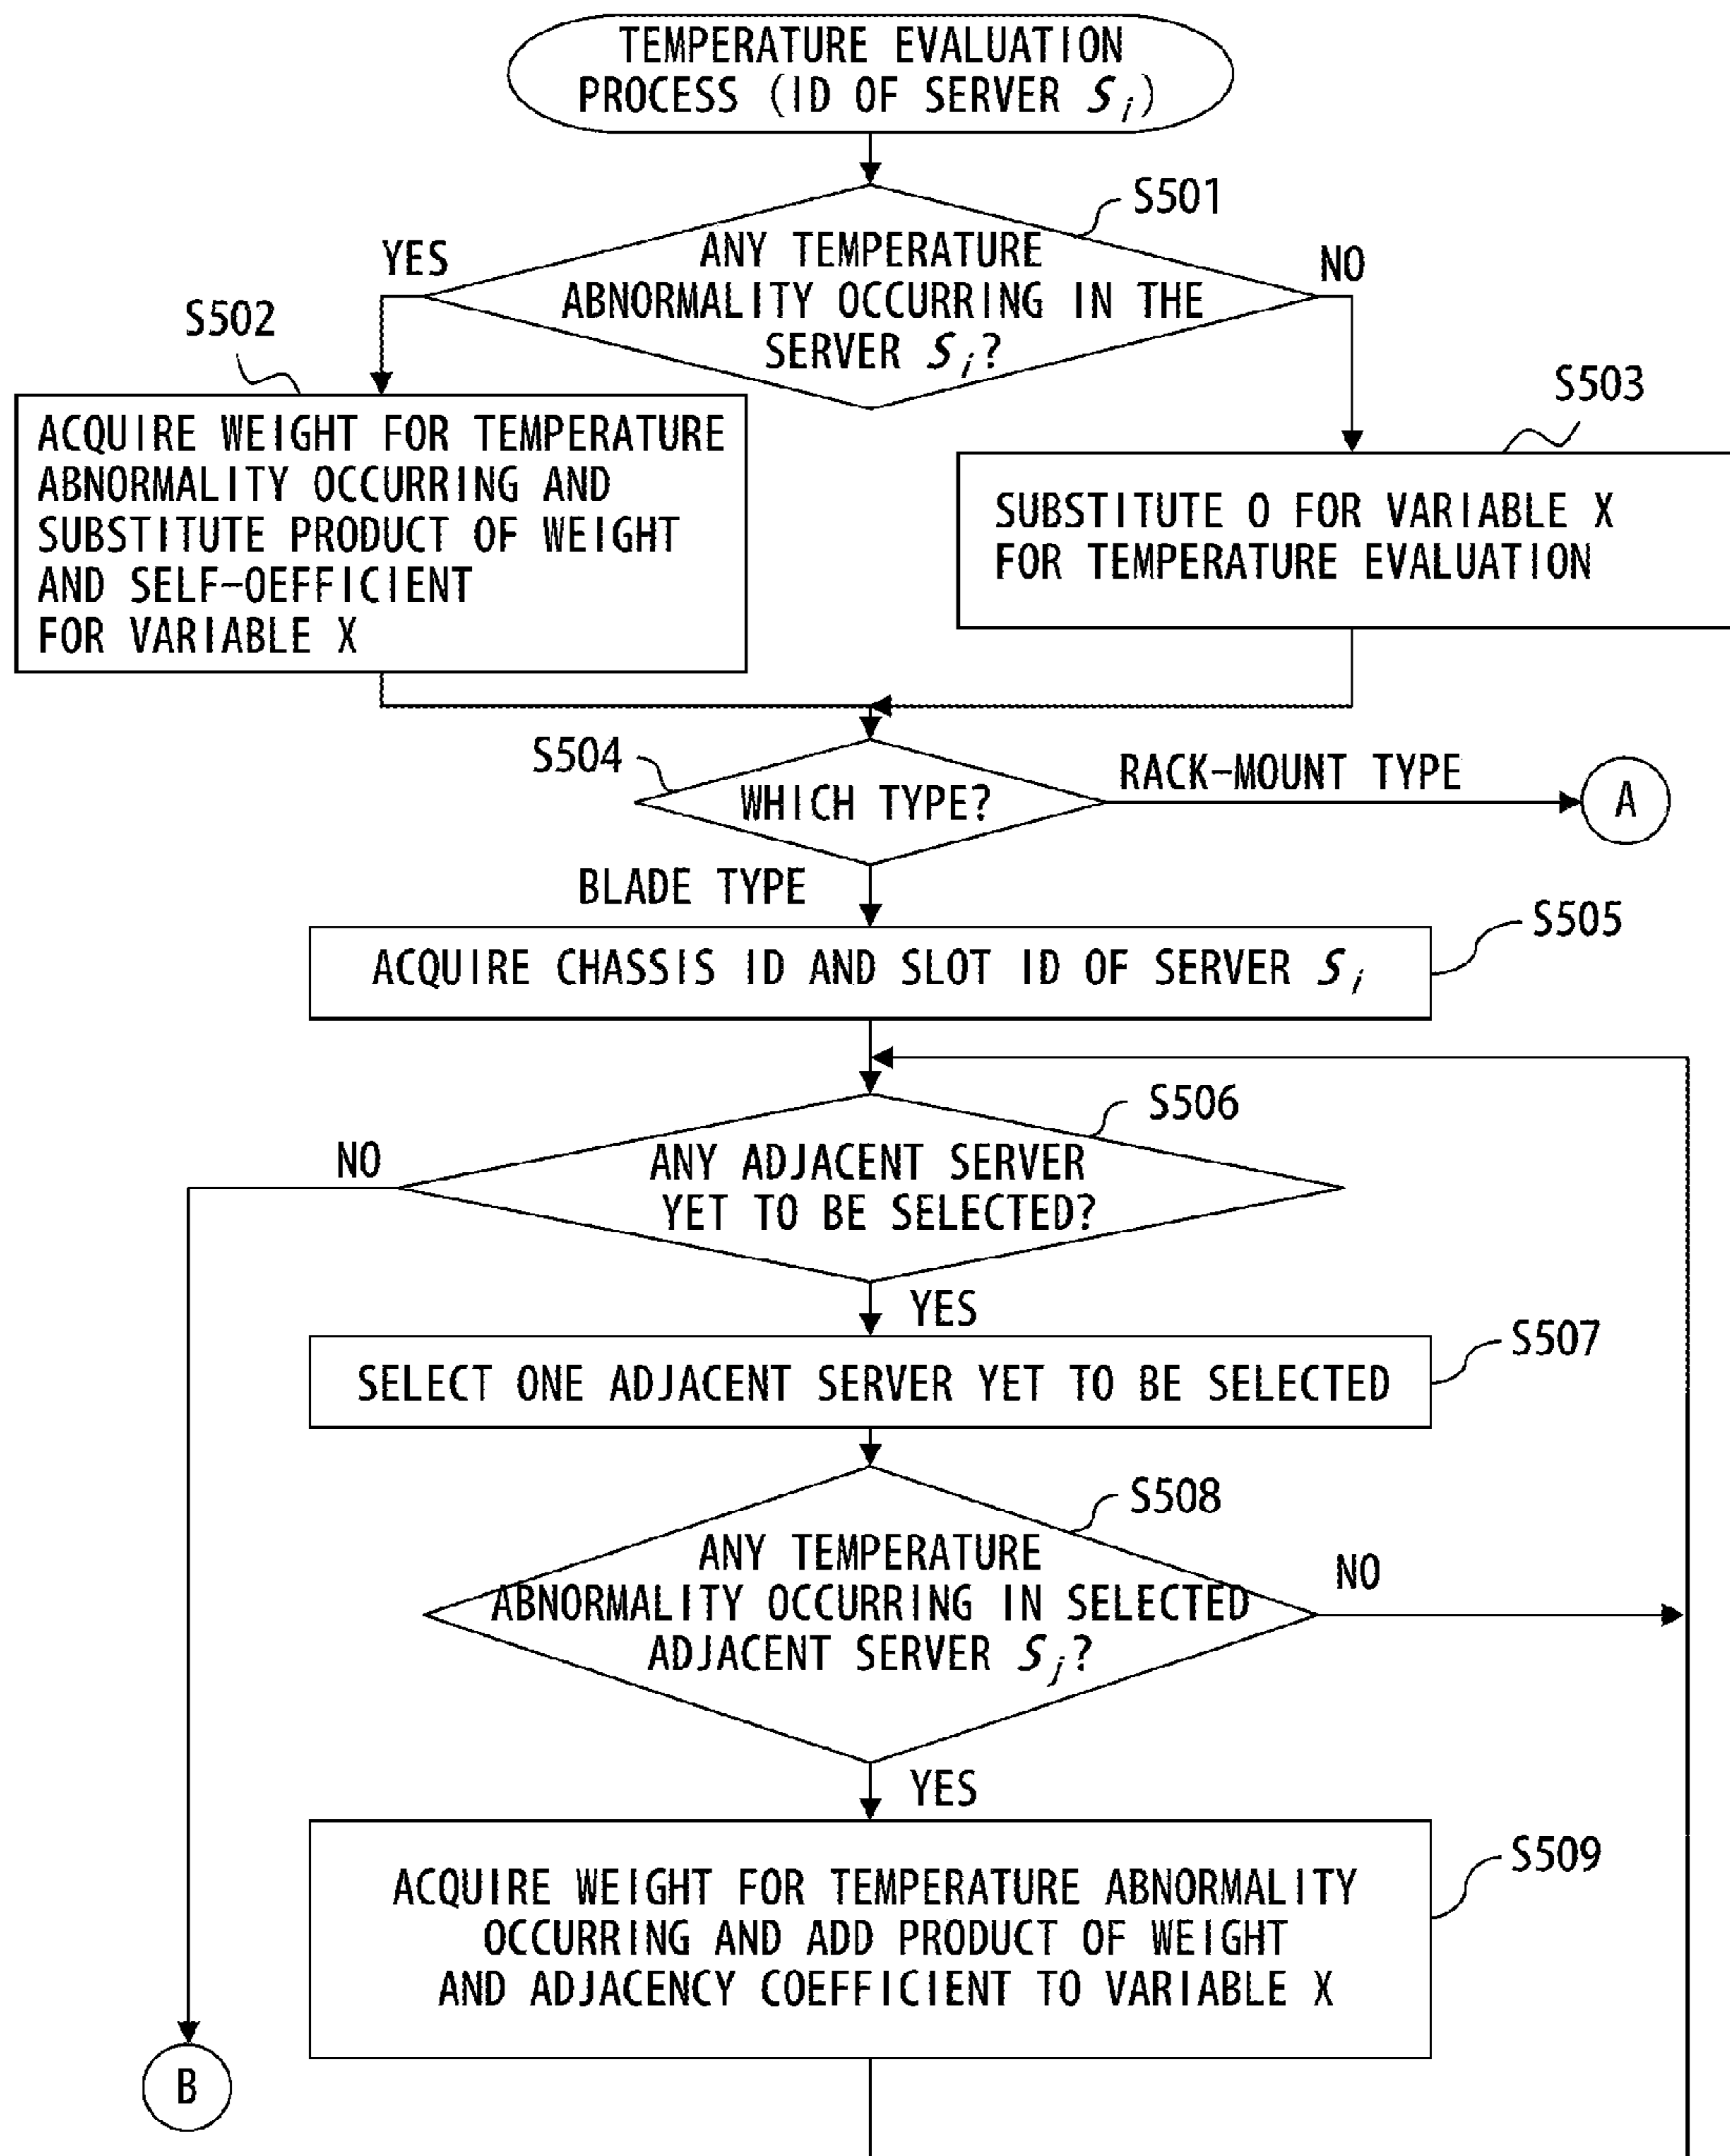 TEMPERATURE EVALUATION
PROCESS (ID OF SERVER Si)
S501
YES
ANY TEMPERATURE
ABNORMALITY OCCURRING IN THE
SERVER Si?
NO
S502
ACQUIRE WEIGHT FOR TEMPERATURE
ABNORMALITY OCCURRING AND
SUBSTITUTE PRODUCT OF WEIGHT
AND SELF-OEFFICIENT
FOR VARIABLE X
S503
SUBSTITUTE 0 FOR VARIABLE X
FOR TEMPERATURE EVALUATION
S504
WHICH TYPE?
RACK-MOUNT TYPE
A
BLADE TYPE
S505
ACQUIRE CHASSIS ID AND SLOT ID OF SERVER Si
S506
NO
ANY ADJACENT SERVER
YET TO BE SELECTED?
YES
S507
SELECT ONE ADJACENT SERVER YET TO BE SELECTED
S508
ANY TEMPERATURE
ABNORMALITY OCCURRING IN SELECTED
ADJACENT SERVER Sj?
NO
YES
S509
ACQUIRE WEIGHT FOR TEMPERATURE ABNORMALITY
OCCURRING AND ADD PRODUCT OF WEIGHT
AND ADJACENCY COEFFICIENT TO VARIABLE X
B